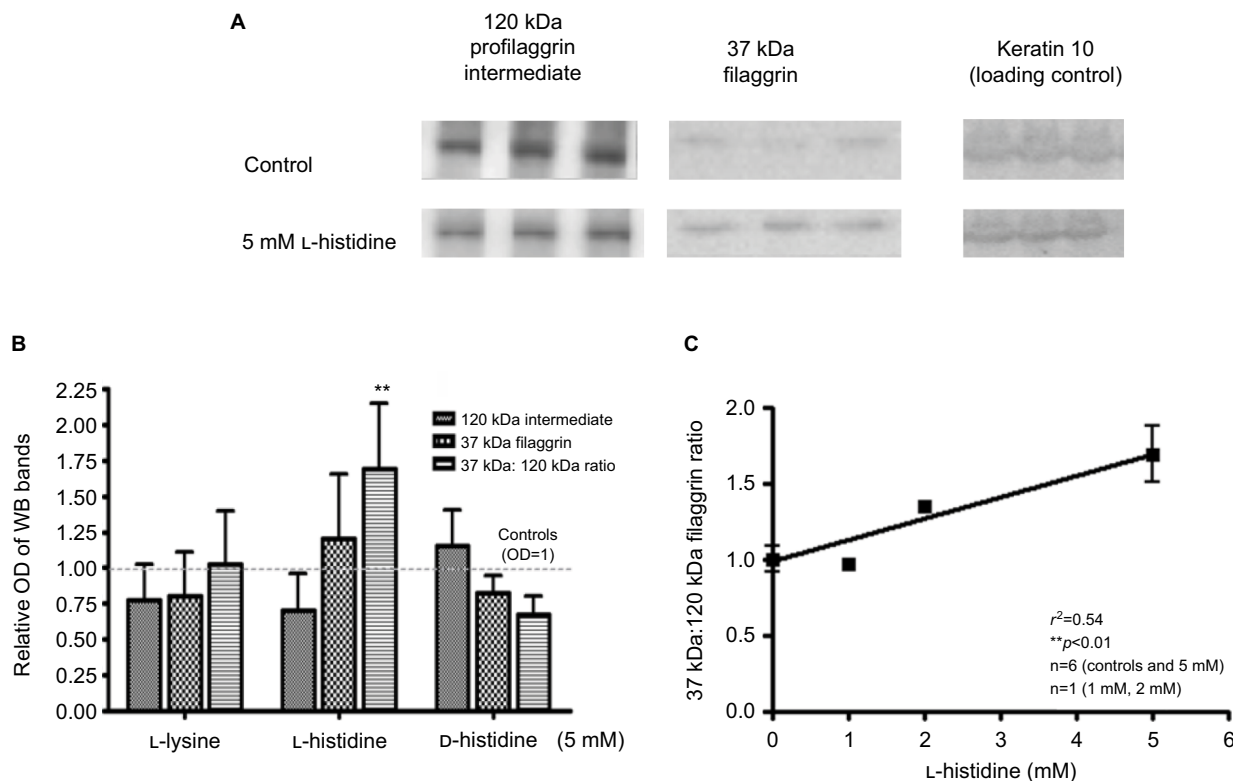 A
120 kDa
profilaggrin
intermediate
37 kDa
filaggrin
Keratin 10
(loading control)
Control
5 mM ʟ-histidine
B
Relative OD of WB bands
2.25
2.00
1.75
1.50
1.25
1.00
0.75
0.50
0.25
0.00
**
120 kDa intermediate
37 kDa filaggrin
37 kDa: 120 kDa ratio
Controls
(OD=1)
ʟ-lysine
ʟ-histidine
ᴅ-histidine
(5 mM)
C
37 kDa:120 kDa filaggrin ratio
2.0
1.5
1.0
0.5
0.0
r²=0.54
**p<0.01
n=6 (controls and 5 mM)
n=1 (1 mM, 2 mM)
0 1 2 3 4 5 6
ʟ-histidine (mM)